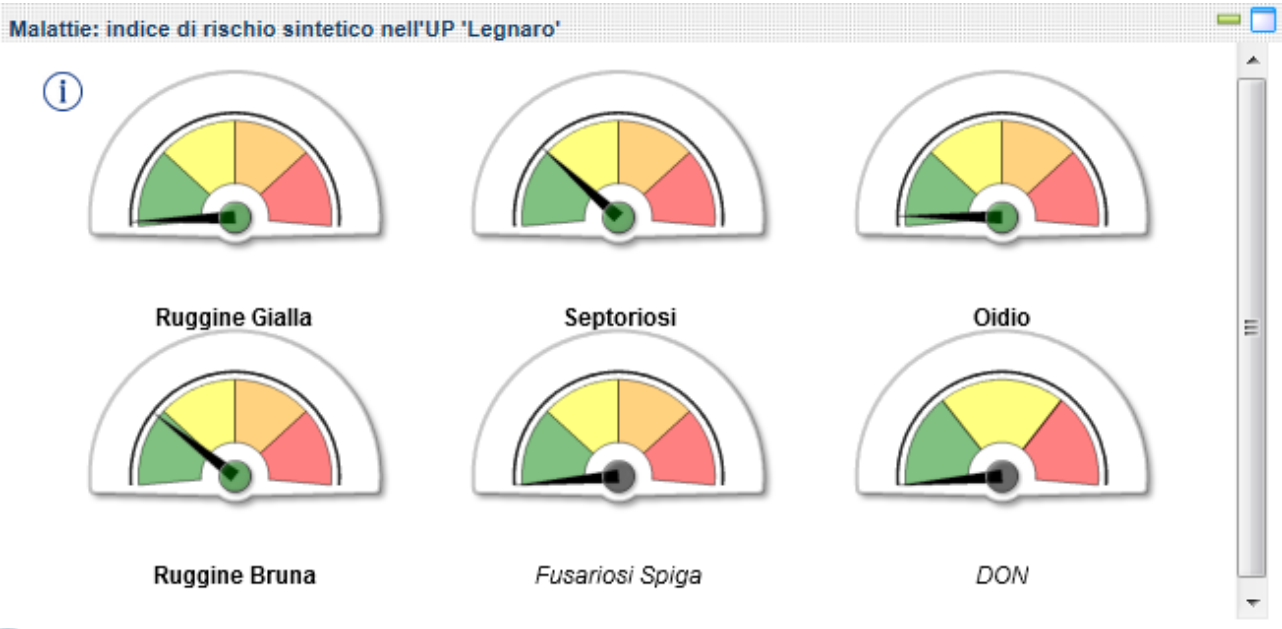 Malattie: indice di rischio sintetico nell'UP 'Legnaro'
i
Ruggine Gialla
Septoriosi
Oidio
Ruggine Bruna
Fusariosi Spiga
DON